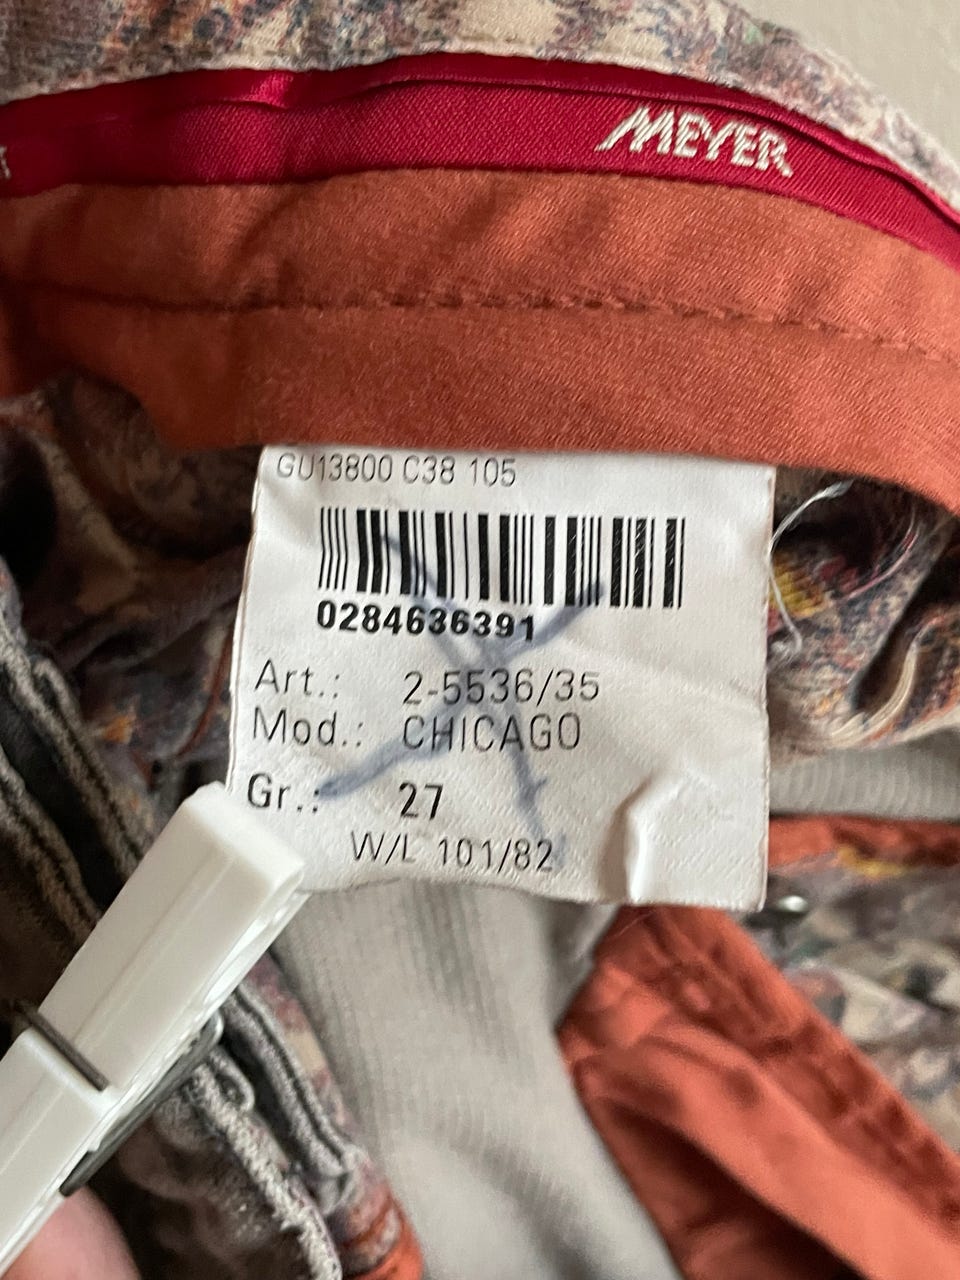 MEYER
GU13800 C38 105
0284636391
Art.: 2-5536/35
Mod.: CHICAGO
Gr.: 27
W/L 101/82